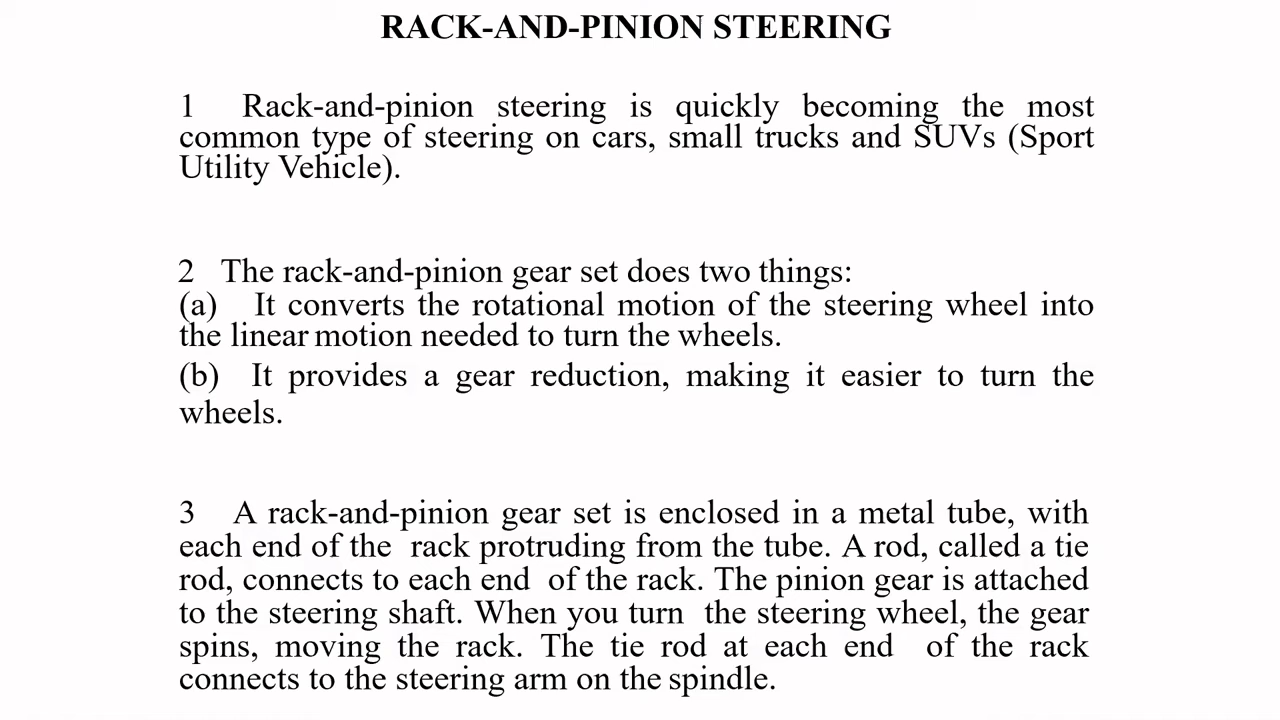 RACK-AND-PINION STEERING
1 Rack-and-pinion steering is quickly becoming the most
common type of steering on cars, small trucks and SUVs (Sport
Utility Vehicle).
2 The rack-and-pinion gear set does two things:
(a) It converts the rotational motion of the steering wheel into
the linear motion needed to turn the wheels.
(b) It provides a gear reduction, making it easier to turn the
wheels.
3 A rack-and-pinion gear set is enclosed in a metal tube, with
each end of the rack protruding from the tube. A rod, called a tie
rod, connects to each end of the rack. The pinion gear is attached
to the steering shaft. When you turn the steering wheel, the gear
spins, moving the rack. The tie rod at each end of the rack
connects to the steering arm on the spindle.